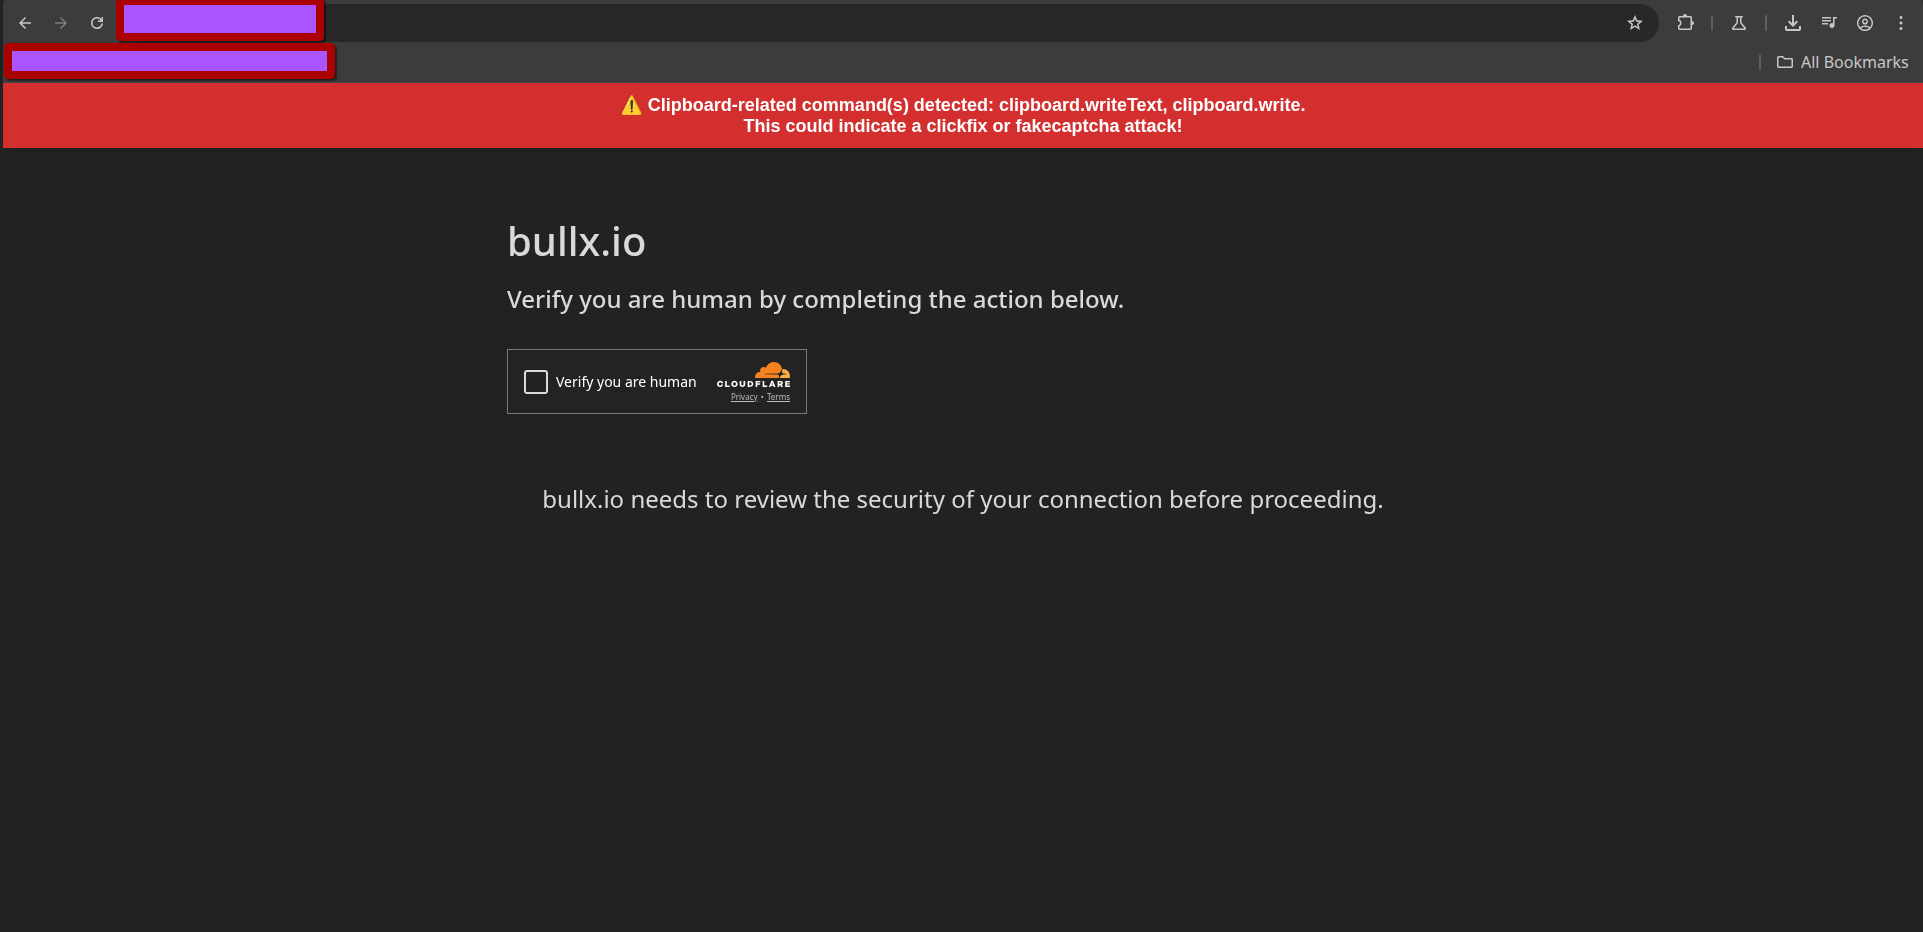 All Bookmarks
⚠️ Clipboard-related command(s) detected: clipboard.writeText, clipboard.write.
This could indicate a clickfix or fakecaptcha attack!
bullx.io
Verify you are human by completing the action below.
Verify you are human
CLOUDFLARE
Privacy • Terms
bullx.io needs to review the security of your connection before proceeding.